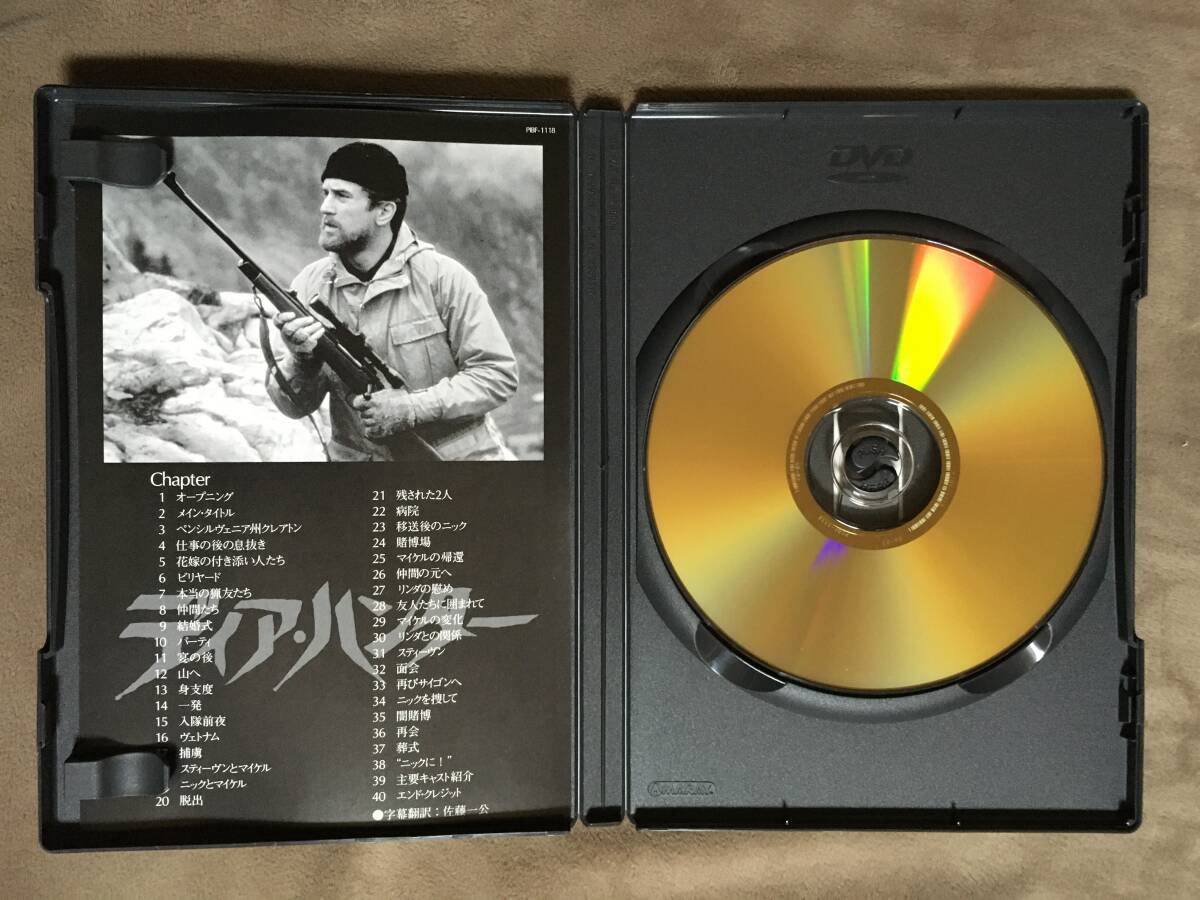 PIBF-1118
Chapter
1 オープニング
2 メイン・タイトル
3 ペンシルヴェニア州クレアトン
4 仕事の後の息抜き
5 花嫁の付き添い人たち
6 ビリヤード
7 本当の猟友たち
8 仲間たち
9 結婚式
10 パーティ
11 宴の後
12 山へ
13 身支度
14 一発
15 入隊前夜
16 ヴェトナム
17 捕虜
スティーヴンとマイケル
ニックとマイケル
20 脱出
21 残された2人
22 病院
23 移送後のニック
24 賭博場
25 マイケルの帰還
26 仲間の元へ
27 リンダの慰め
28 友人たちに囲まれて
29 マイケルの変化
30 リンダとの関係
31 スティーヴン
32 面会
33 再びサイゴンへ
34 ニックを捜して
35 闇賭博
36 再会
37 葬式
38 “ニックに！”
39 主要キャスト紹介
40 エンド・クレジット
●字幕翻訳：佐藤一公
ディア・ハンター
DVD
AMARAY